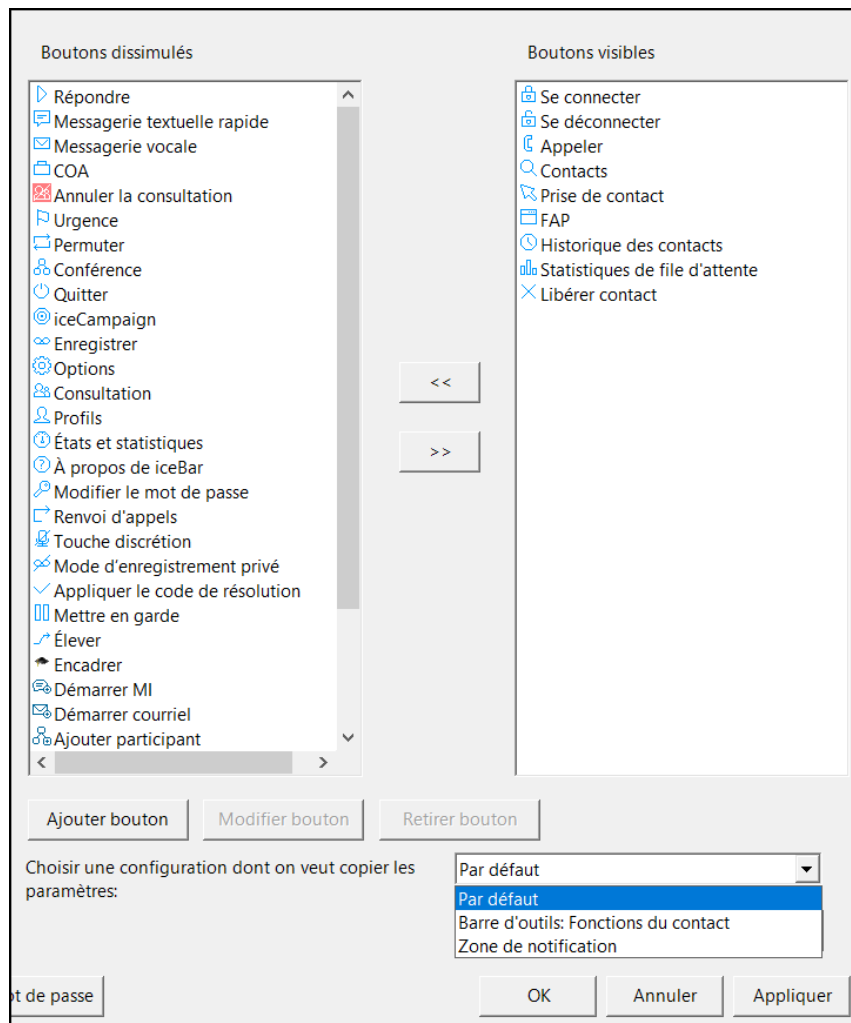 Boutons dissimulés
Répondre
Messagerie textuelle rapide
Messagerie vocale
COA
Annuler la consultation
Urgence
Permuter
Conférence
Quitter
iceCampaign
Enregistrer
Options
Consultation
Profils
États et statistiques
À propos de iceBar
Modifier le mot de passe
Renvoi d'appels
Touche discrétion
Mode d’enregistrement privé
Appliquer le code de résolution
Mettre en garde
Élever
Encadrer
Démarrer MI
Démarrer courriel
Ajouter participant
<<
>>
Boutons visibles
Se connecter
Se déconnecter
Appeler
Contacts
Prise de contact
FAP
Historique des contacts
Statistiques de file d'attente
Libérer contact
Ajouter bouton
Modifier bouton
Retirer bouton
Choisir une configuration dont on veut copier les
paramètres:
Par défaut
Par défaut
Barre d'outils: Fonctions du contact
Zone de notification
de passe
OK
Annuler
Appliquer